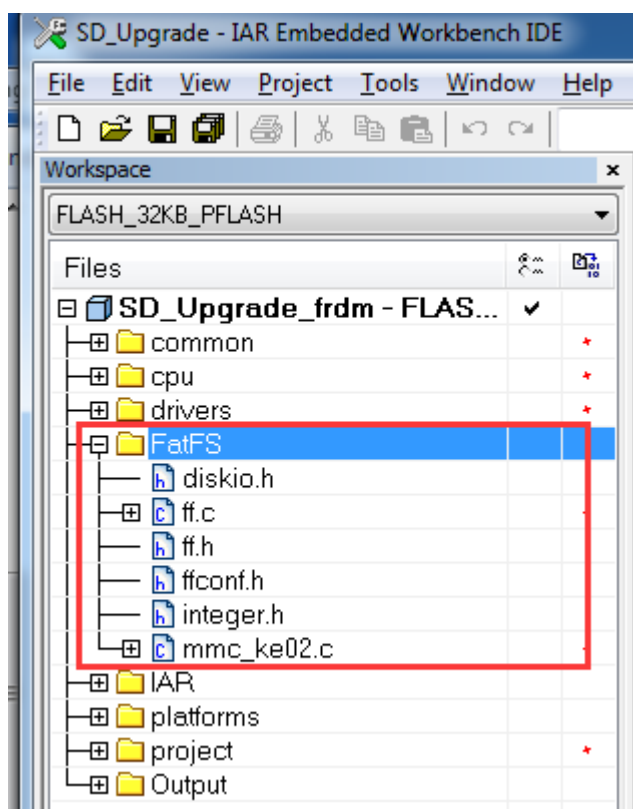 SD_Upgrade - IAR Embedded Workbench IDE
File Edit View Project Tools Window Help
Workspace
x
FLASH_32KB_PFLASH
Files
SD_Upgrade_frdm - FLAS...
common
cpu
drivers
FatFS
diskio.h
ff.c
ff.h
ffconf.h
integer.h
mmc_ke02.c
IAR
platforms
project
Output